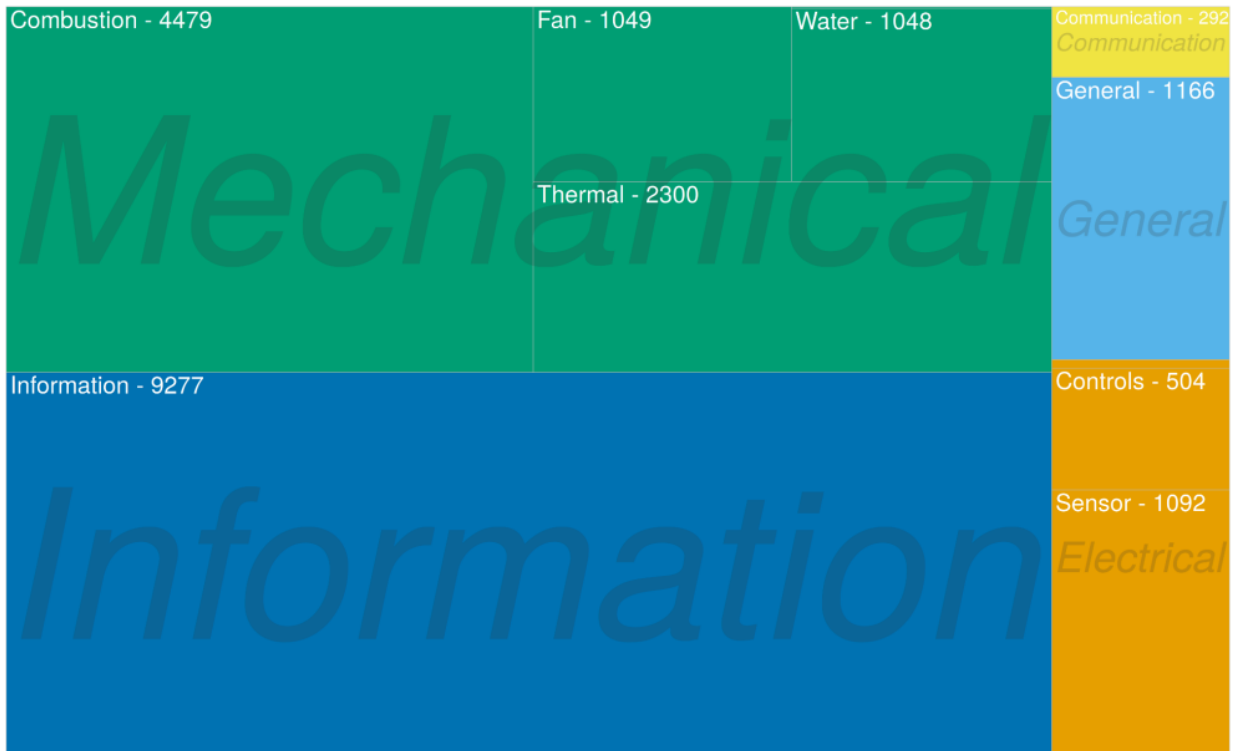 Combustion - 4479
Fan - 1049
Water - 1048
Communication - 292
Communication
General - 1166
Mechanical
Thermal - 2300
General
Information - 9277
Controls - 504
Information
Sensor - 1092
Electrical